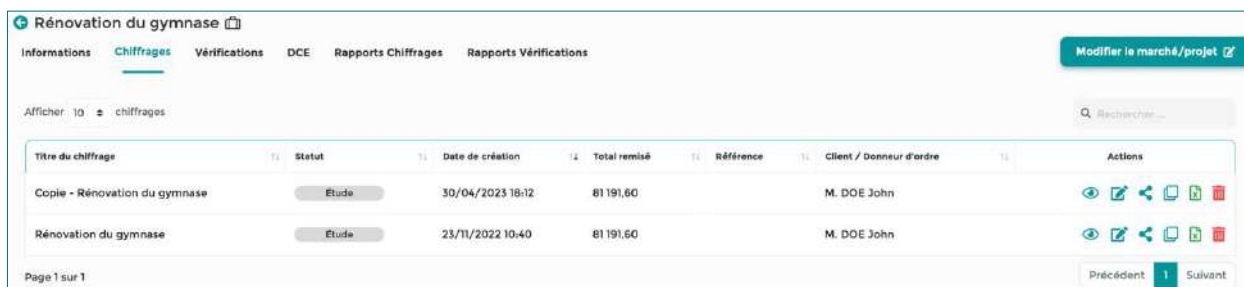 Rénovation du gymnase
Informations Chiffrages Vérifications DCE Rapports Chiffrages Rapports Vérifications Modifier le marché/projet
Afficher 10 chiffrages Rechercher ...
Titre du chiffrage Statut Date de création Total remisé Référence Client / Donneur d'ordre Actions
Copie - Rénovation du gymnase Étude 30/04/2023 18:12 81 191,60 M. DOE John
Rénovation du gymnase Étude 23/11/2022 10:40 81 191,60 M. DOE John
Page 1 sur 1 Précédent 1 Suivant